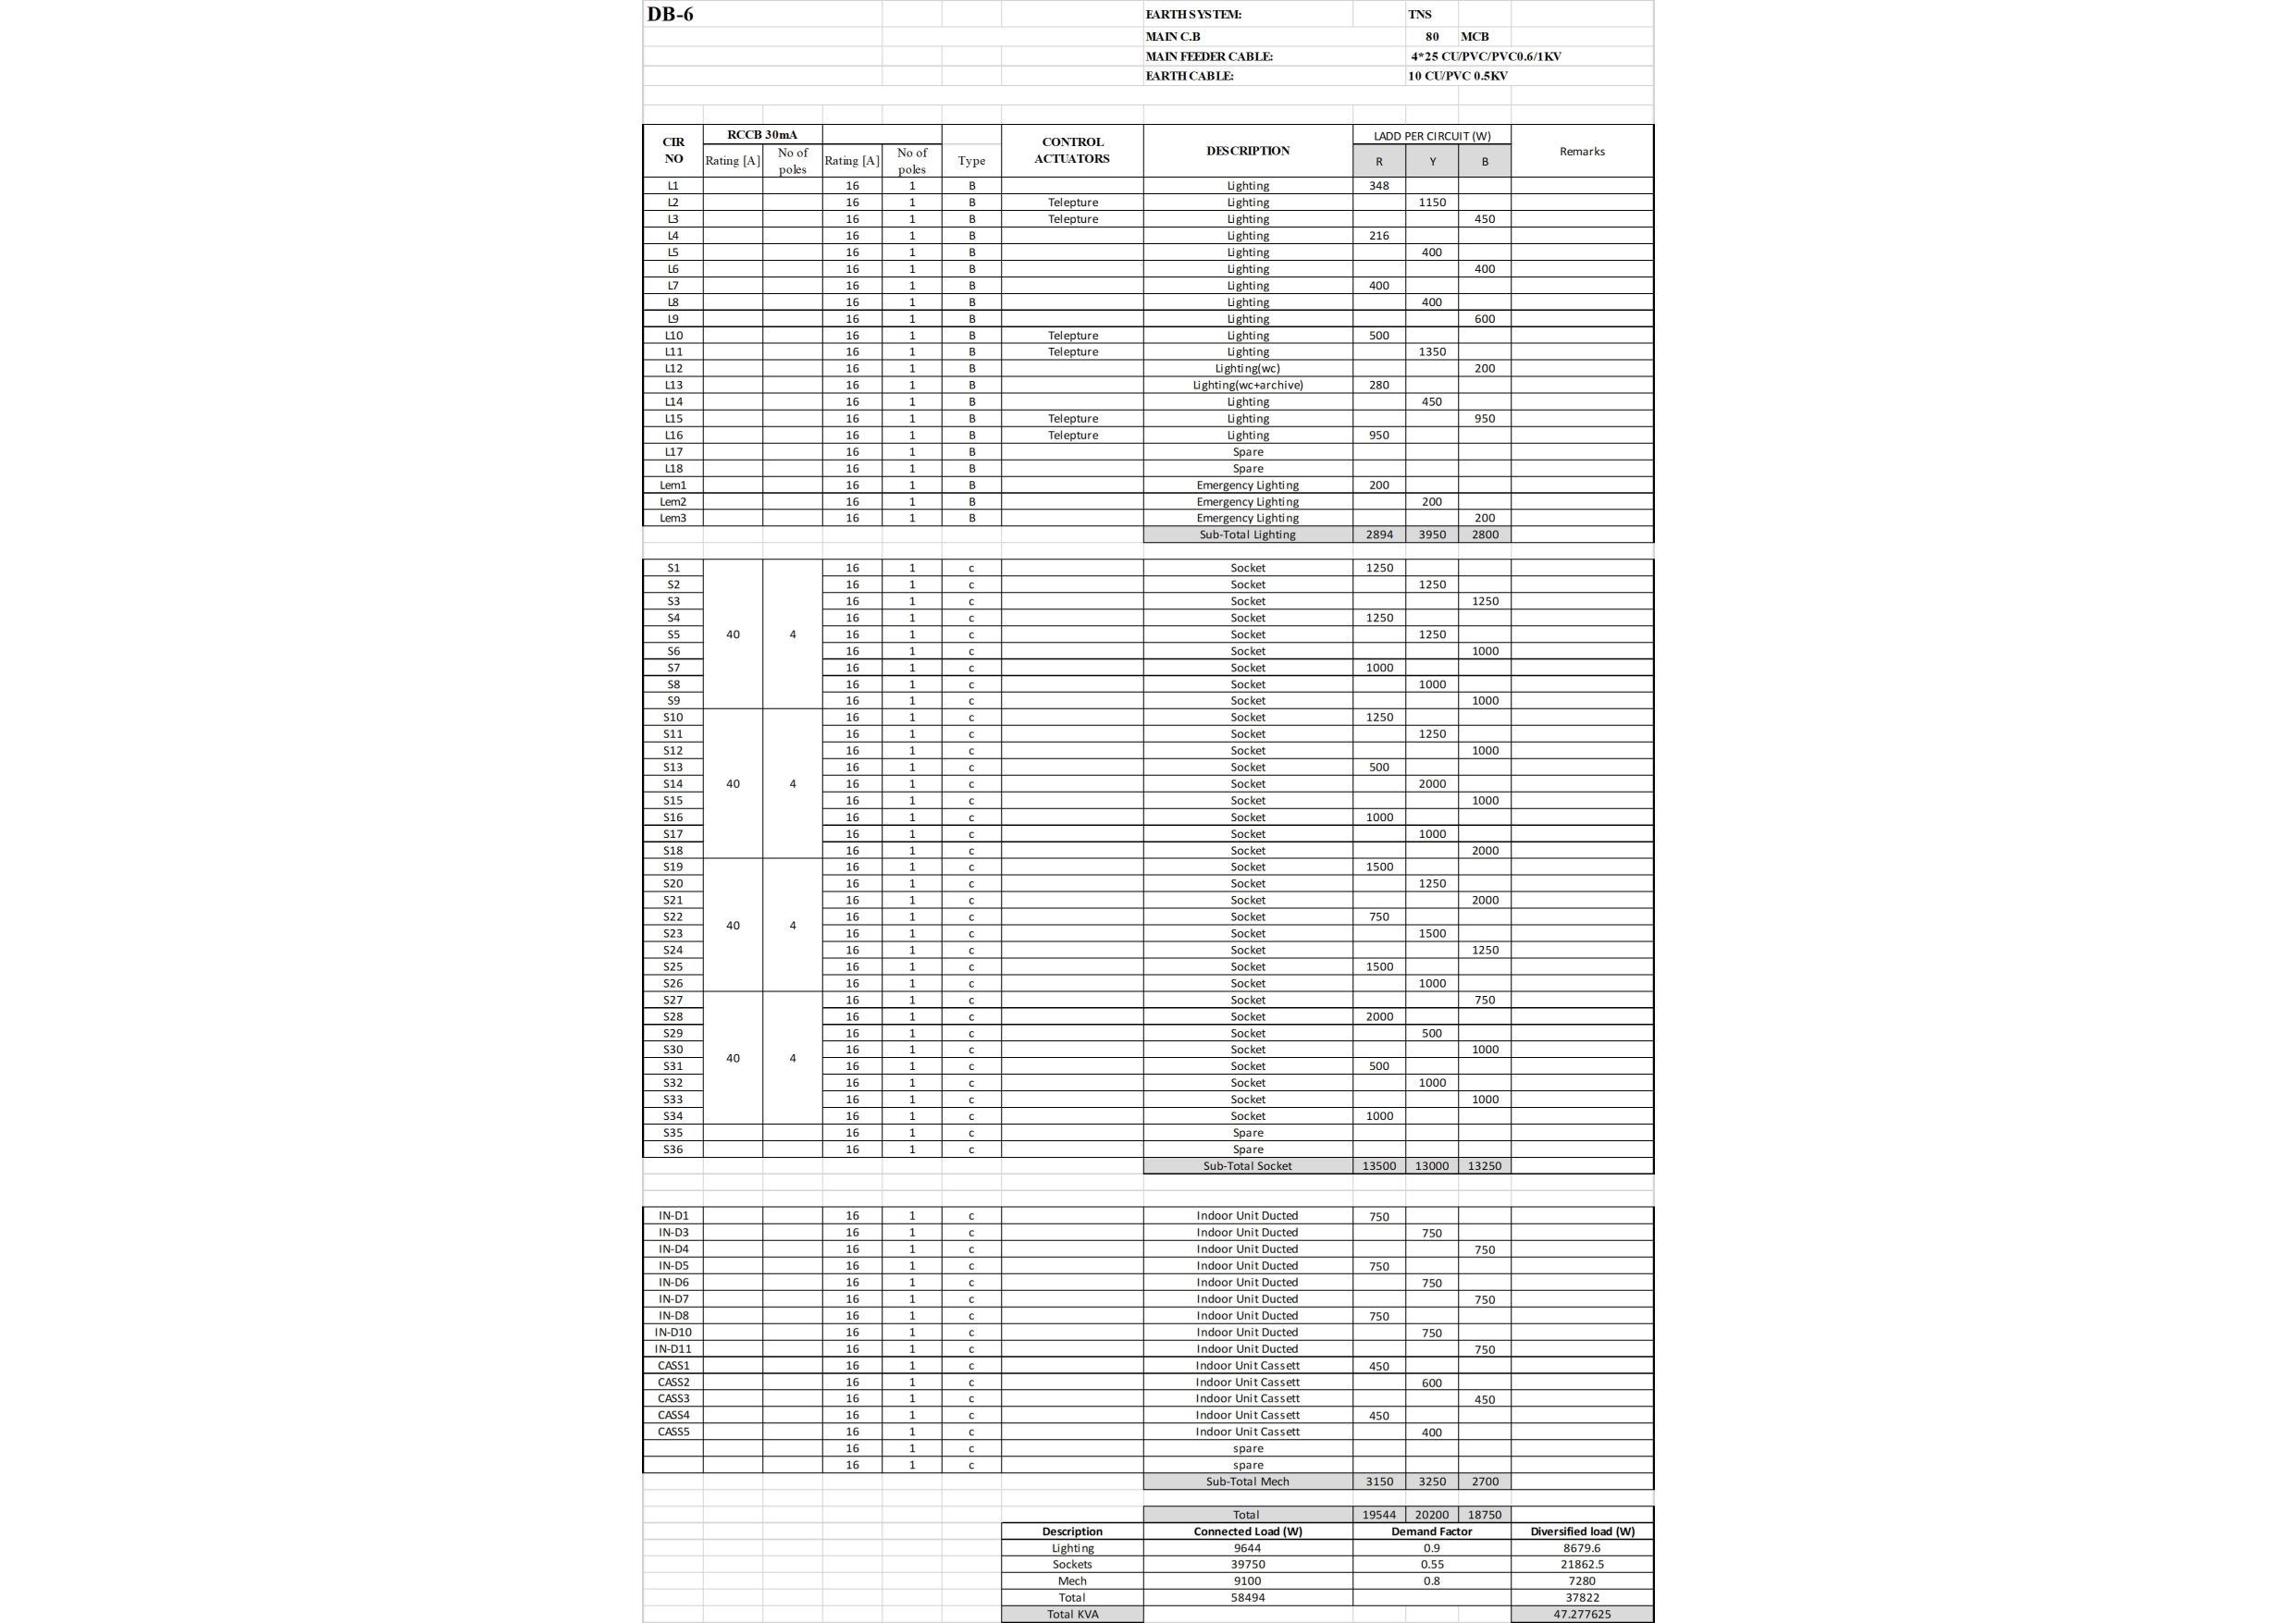 DB-6 EARTH SYSTEM: TNS
MAIN C.B 80 MCB
MAIN FEEDER CABLE: 4*25 CU/PVC/PVC0.6/1KV
EARTH CABLE: 10 CU/PVC 0.5KV
CIR NO RCCB 30mA CONTROL ACTUATORS DESCRIPTION LADD PER CIRCUIT (W) Remarks
Rating [A] No of poles Rating [A] No of poles Type R Y B
L1 16 1 B Lighting 348
L2 16 1 B Telepture Lighting 1150
L3 16 1 B Telepture Lighting 450
L4 16 1 B Lighting 216
L5 16 1 B Lighting 400
L6 16 1 B Lighting 400
L7 16 1 B Lighting 400
L8 16 1 B Lighting 400
L9 16 1 B Lighting 600
L10 16 1 B Telepture Lighting 500
L11 16 1 B Telepture Lighting 1350
L12 16 1 B Lighting(wc) 200
L13 16 1 B Lighting(wc+archive) 280
L14 16 1 B Lighting 450
L15 16 1 B Telepture Lighting 950
L16 16 1 B Telepture Lighting 950
L17 16 1 B Spare
L18 16 1 B Spare
Lem1 16 1 B Emergency Lighting 200
Lem2 16 1 B Emergency Lighting 200
Lem3 16 1 B Emergency Lighting 200
Sub-Total Lighting 2894 3950 2800
S1 16 1 c Socket 1250
S2 16 1 c Socket 1250
S3 16 1 c Socket 1250
S4 16 1 c Socket 1250
S5 40 4 16 1 c Socket 1250
S6 16 1 c Socket 1000
S7 16 1 c Socket 1000
S8 16 1 c Socket 1000
S9 16 1 c Socket 1000
S10 16 1 c Socket 1250
S11 16 1 c Socket 1250
S12 16 1 c Socket 1000
S13 16 1 c Socket 500
S14 40 4 16 1 c Socket 2000
S15 16 1 c Socket 1000
S16 16 1 c Socket 1000
S17 16 1 c Socket 1000
S18 16 1 c Socket 2000
S19 16 1 c Socket 1500
S20 16 1 c Socket 1250
S21 16 1 c Socket 2000
S22 40 4 16 1 c Socket 750
S23 16 1 c Socket 1500
S24 16 1 c Socket 1250
S25 16 1 c Socket 1500
S26 16 1 c Socket 1000
S27 16 1 c Socket 750
S28 16 1 c Socket 2000
S29 16 1 c Socket 500
S30 40 4 16 1 c Socket 1000
S31 16 1 c Socket 500
S32 16 1 c Socket 1000
S33 16 1 c Socket 1000
S34 16 1 c Socket 1000
S35 16 1 c Spare
S36 16 1 c Spare
Sub-Total Socket 13500 13000 13250
IN-D1 16 1 c Indoor Unit Ducted 750
IN-D3 16 1 c Indoor Unit Ducted 750
IN-D4 16 1 c Indoor Unit Ducted 750
IN-D5 16 1 c Indoor Unit Ducted 750
IN-D6 16 1 c Indoor Unit Ducted 750
IN-D7 16 1 c Indoor Unit Ducted 750
IN-D8 16 1 c Indoor Unit Ducted 750
IN-D10 16 1 c Indoor Unit Ducted 750
IN-D11 16 1 c Indoor Unit Ducted 750
CASS1 16 1 c Indoor Unit Cassett 450
CASS2 16 1 c Indoor Unit Cassett 600
CASS3 16 1 c Indoor Unit Cassett 450
CASS4 16 1 c Indoor Unit Cassett 450
CASS5 16 1 c Indoor Unit Cassett 400
16 1 c spare
16 1 c spare
Sub-Total Mech 3150 3250 2700
Total 19544 20200 18750
Description Connected Load (W) Demand Factor Diversified load (W)
Lighting 9644 0.9 8679.6
Sockets 39750 0.55 21862.5
Mech 9100 0.8 7280
Total 58494 37822
Total KVA 47.277625